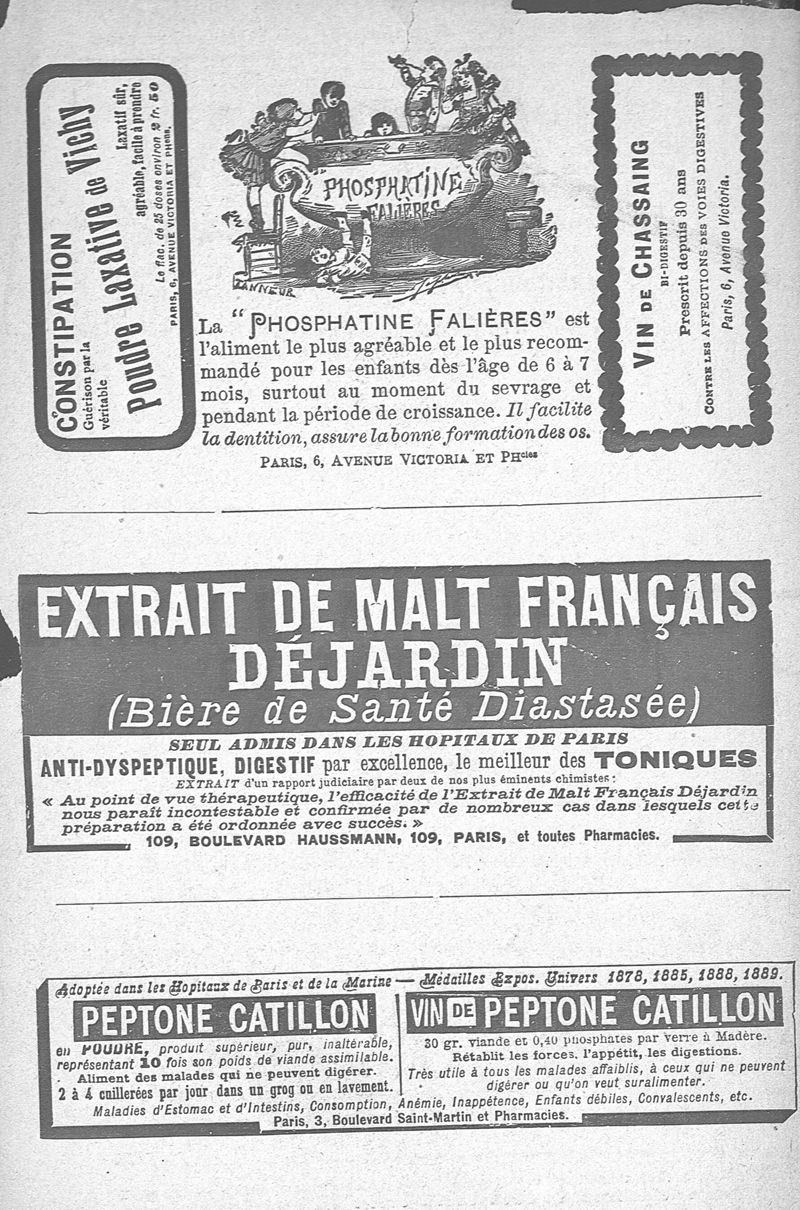 CONSTIPATION
Guérison par la
véritable
Poudre Laxative de Vichy
Laxatif sûr,
agréable, facile à prendre
Le flac. de 25 doses environ 2 fr. 50
PARIS, 6, AVENUE VICTORIA ET PHcies.
"PHOSPHATINE
FALIÈRES
La "PHOSPHATINE FALIÈRES" est
l'aliment le plus agréable et le plus recom-
mandé pour les enfants dès l'âge de 6 à 7
mois, surtout au moment du sevrage et
pendant la période de croissance. Il facilite
la dentition, assure la bonne formation des os.
PARIS, 6, AVENUE VICTORIA ET PHcies
VIN DE CHASSAING
BI-DIGESTIF
Prescrit depuis 30 ans
CONTRE LES AFFECTIONS DES VOIES DIGESTIVES
Paris, 6, Avenue Victoria.
EXTRAIT DE MALT FRANÇAIS
DÉJARDIN
(Bière de Santé Diastasée)
SEUL ADMIS DANS LES HOPITAUX DE PARIS
ANTI-DYSPEPTIQUE, DIGESTIF par excellence, le meilleur des TONIQUES
EXTRAIT d'un rapport judiciaire par deux de nos plus éminents chimistes :
« Au point de vue thérapeutique, l'efficacité de l'Extrait de Malt Français Déjardin
nous paraît incontestable et confirmée par de nombreux cas dans lesquels cette
préparation a été ordonnée avec succès. »
109, BOULEVARD HAUSSMANN, 109, PARIS, et toutes Pharmacies.
Adoptée dans les Hopitaux de Paris et de la Marine — Médailles Expos. Univers 1878, 1885, 1888, 1889.
PEPTONE CATILLON
en POUDRE, produit supérieur, pur, inaltérable,
représentant 10 fois son poids de viande assimilable.
Aliment des malades qui ne peuvent digérer.
2 à 4 cuillerées par jour dans un grog ou en lavement.
VIN DE PEPTONE CATILLON
30 gr. viande et 0,40 phosphates par verre à Madère.
Rétablit les forces, l'appétit, les digestions.
Très utile à tous les malades affaiblis, à ceux qui ne peuvent
digérer ou qu'on veut suralimenter.
Maladies d'Estomac et d'Intestins, Consomption, Anémie, Inappétence, Enfants débiles, Convalescents, etc.
Paris, 3, Boulevard Saint-Martin et Pharmacies.